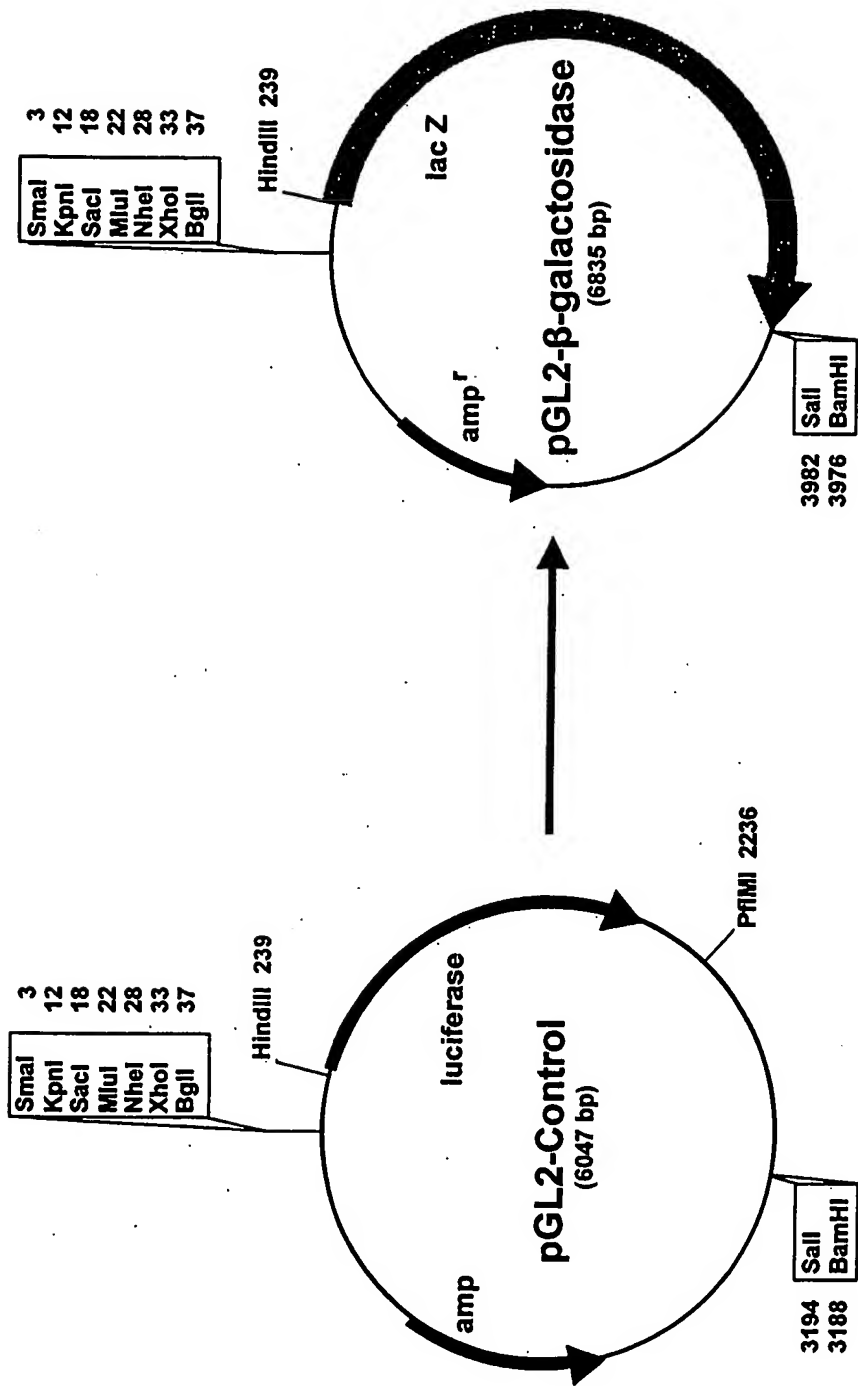 SmaI 3
KpnI 12
SacI 18
MluI 22
NheI 28
XhoI 33
BglI 37
HindIII 239
luciferase
amp
pGL2-Control
(6047 bp)
PflMI 2236
3194 SalI
3188 BamHI
SmaI 3
KpnI 12
SacI 18
MluI 22
NheI 28
XhoI 33
BglI 37
HindIII 239
lac Z
amp r
pGL2-β-galactosidase
(6835 bp)
3982 SalI
3976 BamHI